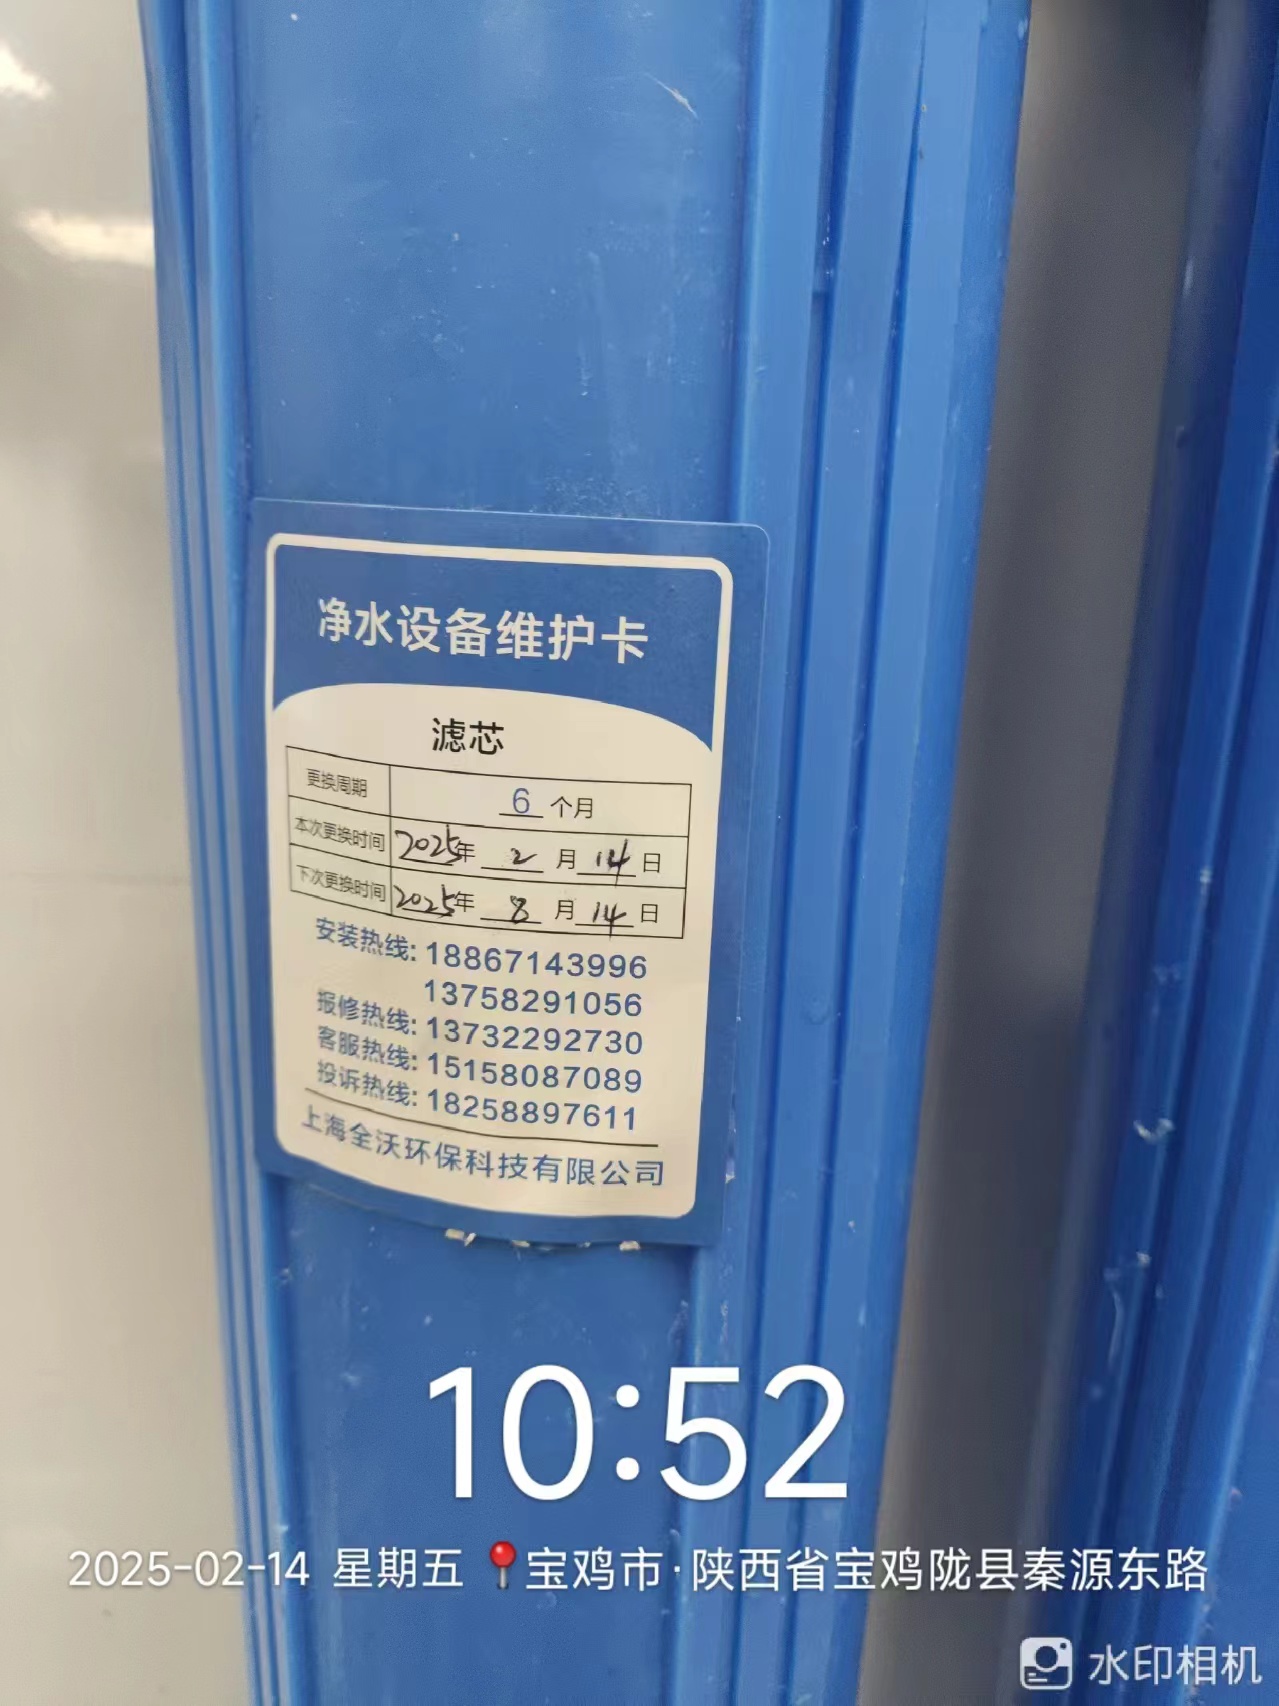 净水设备维护卡
滤芯
更换周期 6 个月
本次更换时间 2025年 2 月 14 日
下次更换时间 2025年 8 月 14 日
安装热线: 18867143996
13758291056
报修热线: 13732292730
客服热线: 15158087089
投诉热线: 18258897611
上海全沃环保科技有限公司
10:52
2025-02-14 星期五 宝鸡市·陕西省宝鸡陇县秦源东路
水印相机